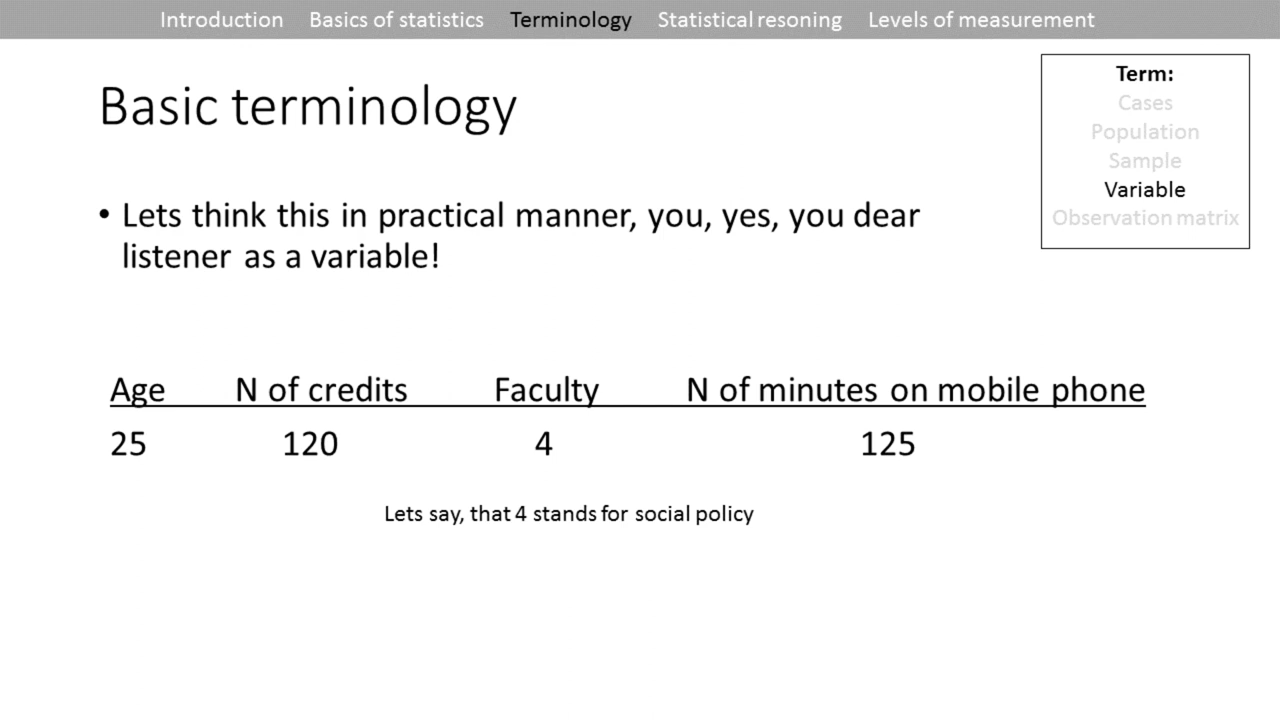 Introduction Basics of statistics Terminology Statistical resoning Levels of measurement
Basic terminology
Term:
Cases
Population
Sample
Variable
Observation matrix
• Lets think this in practical manner, you, yes, you dear
listener as a variable!
Age N of credits Faculty N of minutes on mobile phone
25 120 4 125
Lets say, that 4 stands for social policy